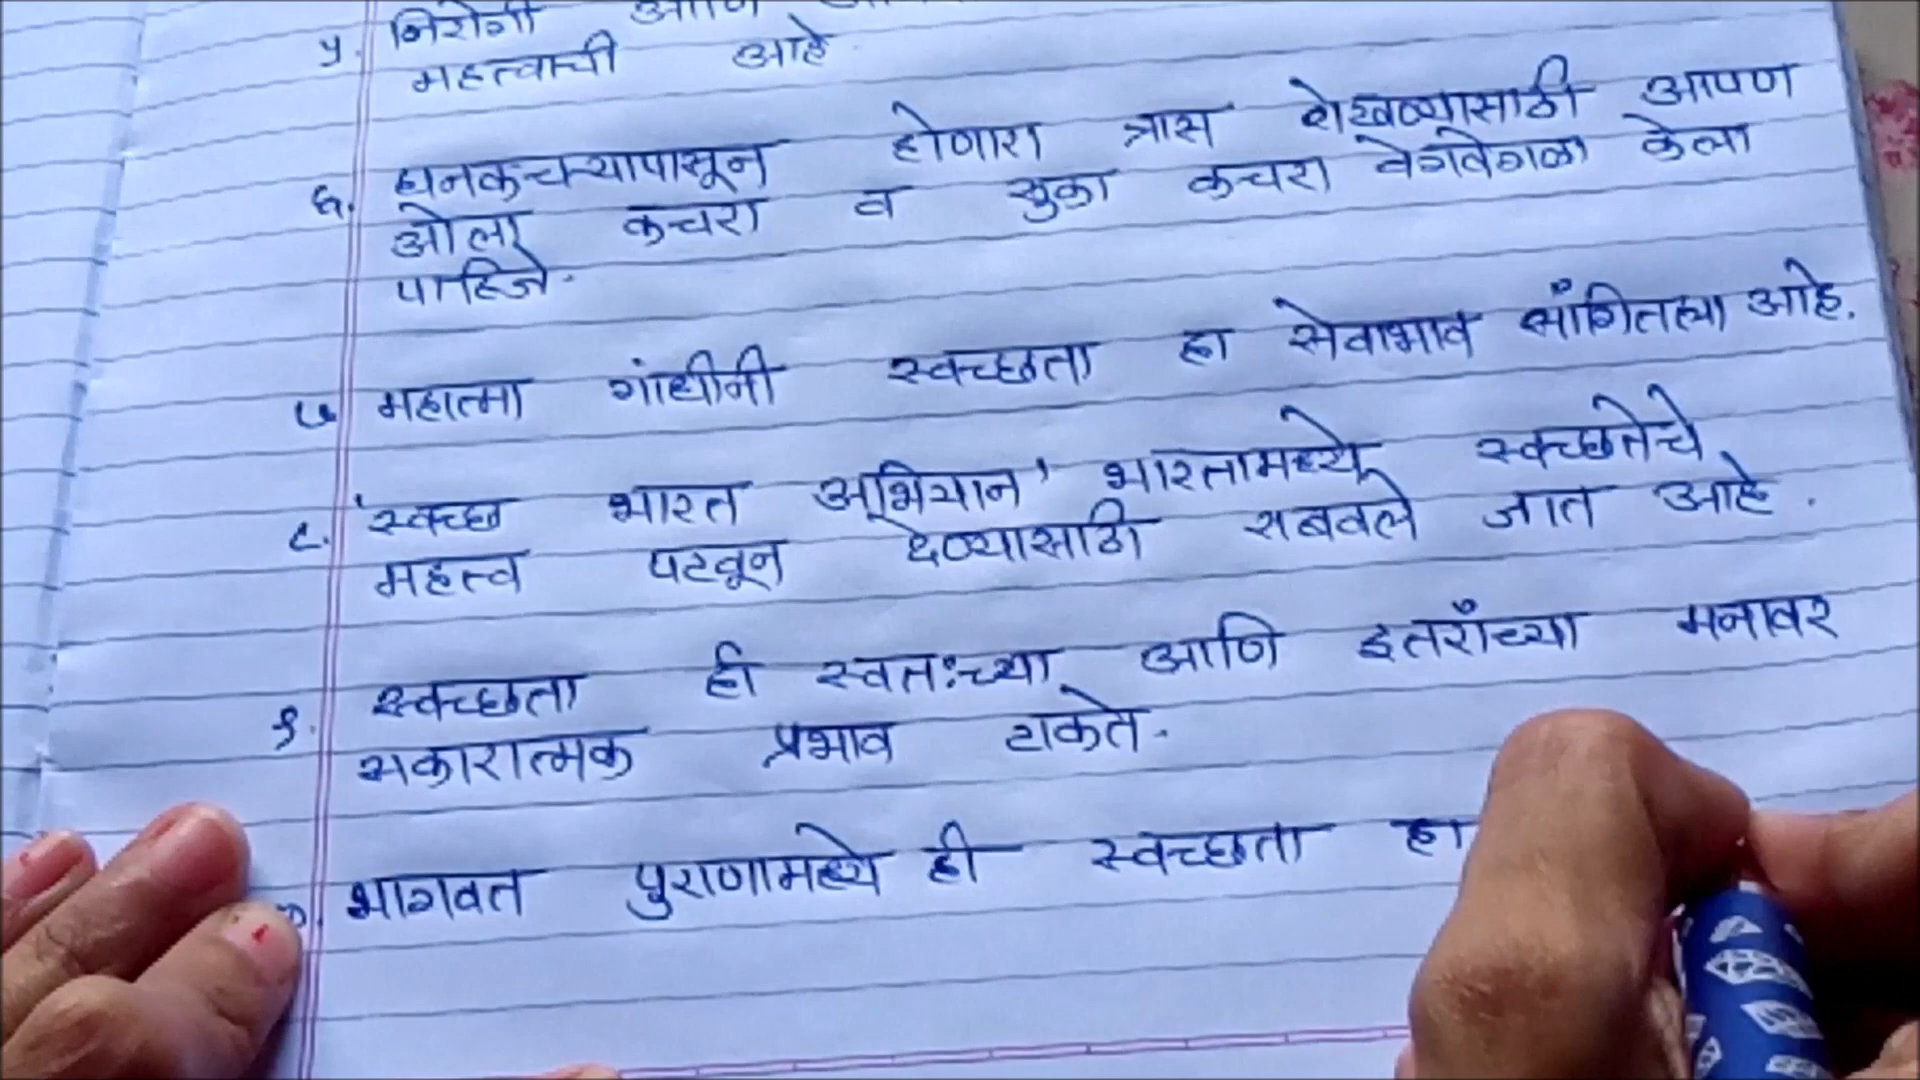 ५. निरोगी आणि
महत्वाची आहे
६. घनकचऱ्यापासून होणारा त्रास रोखण्यासाठी आपण
ओला कचरा व सुका कचरा वेगवेगळा केला
पाहिजे.
७ महात्मा गांधीनी स्वच्छता हा सेवाभाव साँगितला आहे.
८. 'स्वच्छ भारत अभियान' भारतामध्ये स्वच्छतेचे
महत्व पटवून देण्यासाठी राबवले जात आहे.
९. स्वच्छता ही स्वतःच्या आणि इतराँच्या मनावर
सकारात्मक प्रभाव टाकते.
भागवत पुराणामध्ये ही स्वच्छता हा